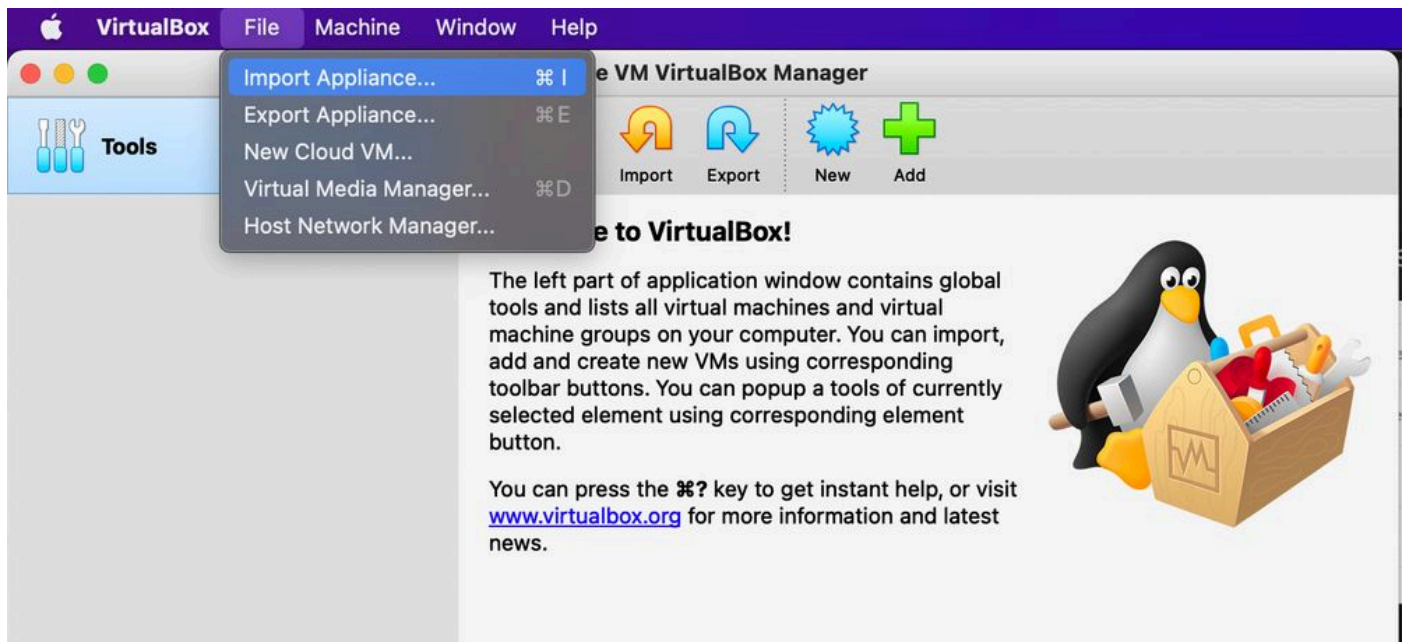 VirtualBox File Machine Window Help
Import Appliance... ⌘ I
e VM VirtualBox Manager
Export Appliance... ⌘ E
New Cloud VM...
Virtual Media Manager... ⌘ D
Host Network Manager...
Tools
Import Export New Add
e to VirtualBox!
The left part of application window contains global
tools and lists all virtual machines and virtual
machine groups on your computer. You can import,
add and create new VMs using corresponding
toolbar buttons. You can popup a tools of currently
selected element using corresponding element
button.
You can press the ⌘? key to get instant help, or visit
www.virtualbox.org for more information and latest
news.